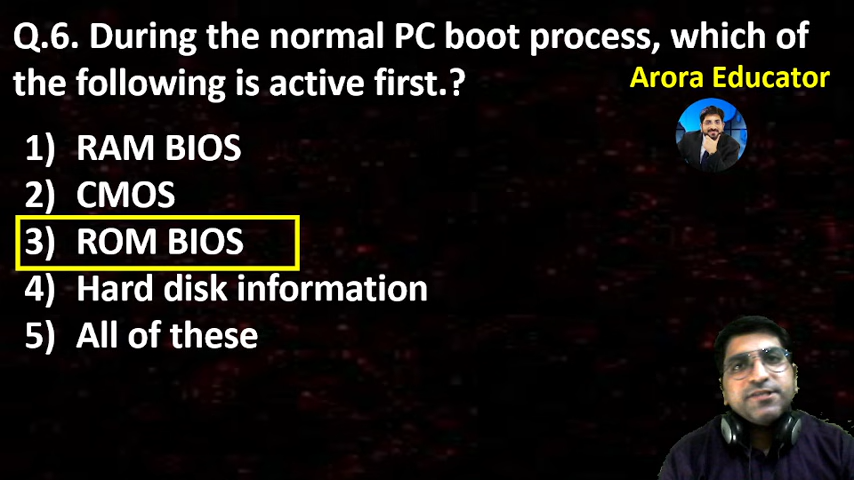 Q.6. During the normal PC boot process, which of
the following is active first.?
Arora Educator
1) RAM BIOS
2) CMOS
3) ROM BIOS
4) Hard disk information
5) All of these